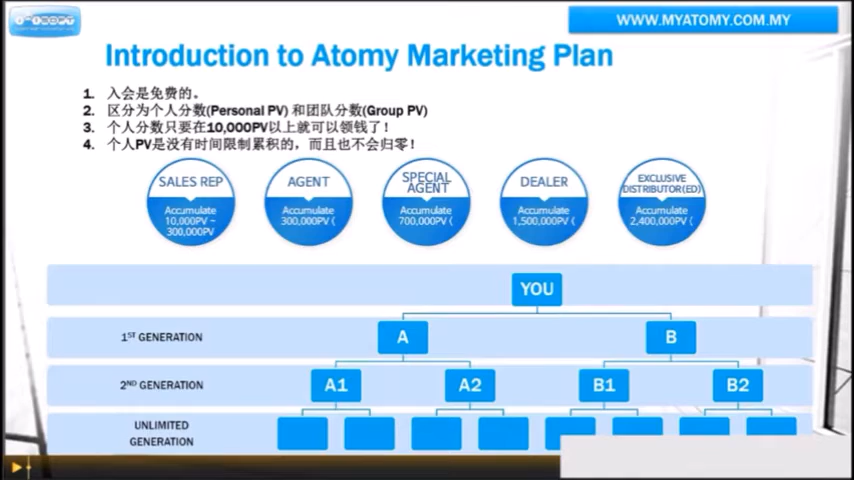 WWW.MYATOMY.COM.MY
Introduction to Atomy Marketing Plan
1. 入会是免费的。
2. 区分为个人分数(Personal PV) 和团队分数(Group PV)
3. 个人分数只要在10,000PV以上就可以领钱了！
4. 个人PV是没有时间限制累积的，而且也不会归零！
SALES REP
Accumulate
10,000PV ~
300,000PV
AGENT
Accumulate
300,000PV (
SPECIAL
AGENT
Accumulate
700,000PV (
DEALER
Accumulate
1,500,000PV (
EXCLUSIVE
DISTRIBUTOR(ED)
Accumulate
2,400,000PV (
YOU
1ST GENERATION
A
B
2ND GENERATION
A1
A2
B1
B2
UNLIMITED
GENERATION